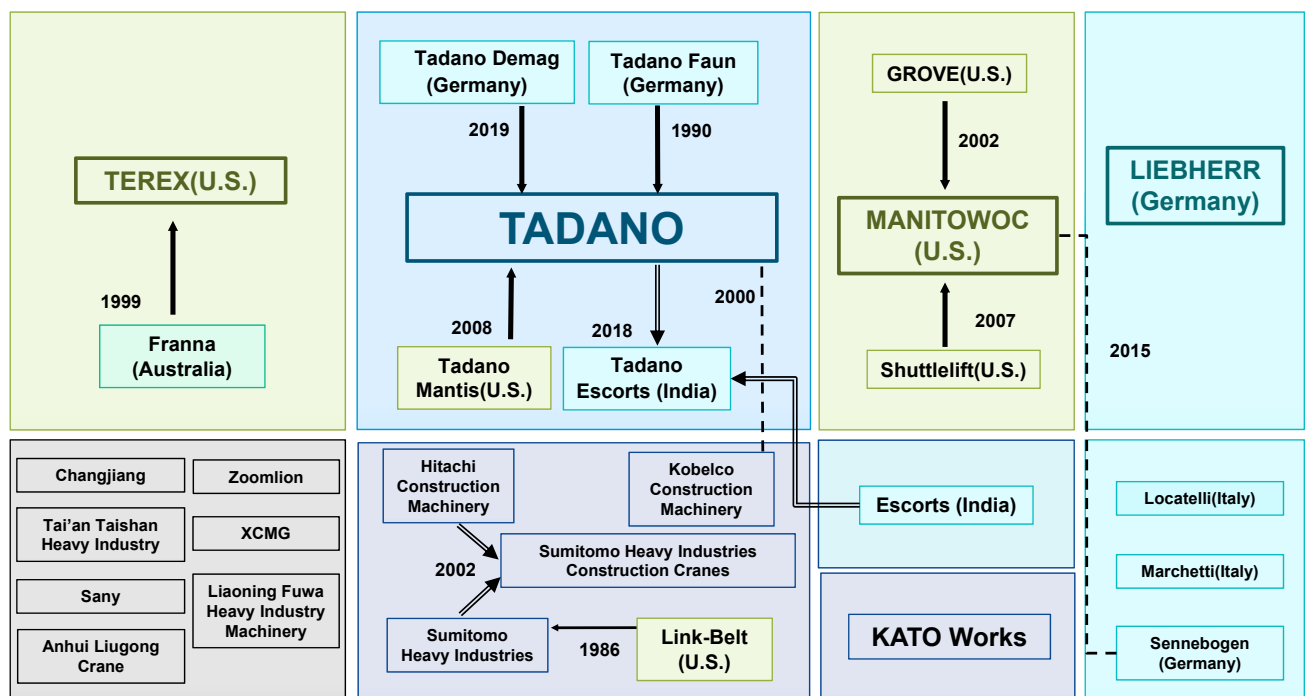 TEREX(U.S.)
1999
Franna
(Australia)
Tadano Demag
(Germany)
Tadano Faun
(Germany)
2019
1990
TADANO
2008
2018
2000
Tadano
Mantis(U.S.)
Tadano
Escorts (India)
GROVE(U.S.)
2002
MANITOWOC
(U.S.)
2007
Shuttlelift(U.S.)
LIEBHERR
(Germany)
2015
Changjiang
Zoomlion
Tai’an Taishan
Heavy Industry
XCMG
Sany
Liaoning Fuwa
Heavy Industry
Machinery
Anhui Liugong
Crane
Hitachi
Construction
Machinery
Kobelco
Construction
Machinery
2002
Sumitomo Heavy Industries
Construction Cranes
Sumitomo
Heavy Industries
1986
Link-Belt
(U.S.)
Escorts (India)
KATO Works
Locatelli(Italy)
Marchetti(Italy)
Sennebogen
(Germany)